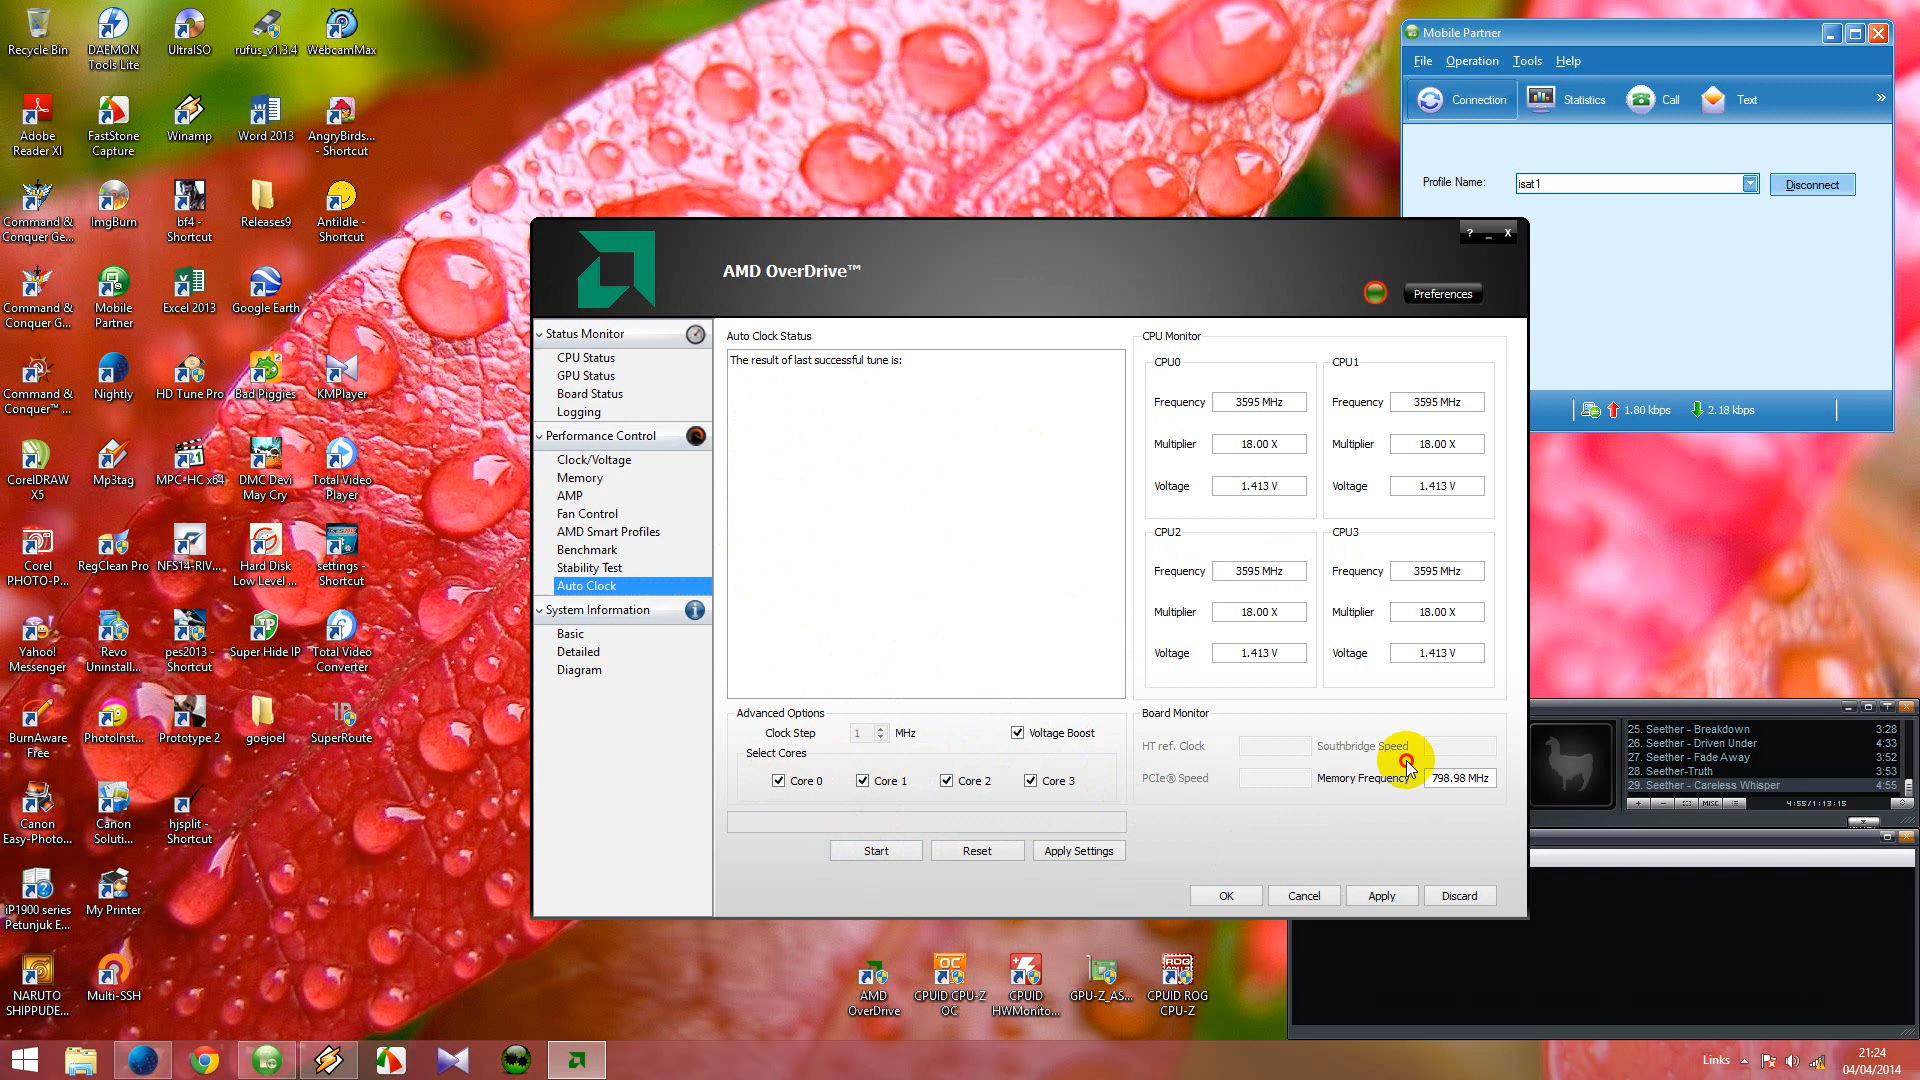 Recycle Bin
DAEMON Tools Lite
UltraISO
rufus_v1.3.4
WebcamMax
Adobe Reader XI
FastStone Capture
Winamp
Word 2013
AngryBirds... - Shortcut
Command & Conquer Ge...
ImgBurn
bf4 - Shortcut
Releases9
AntiIdle - Shortcut
Command & Conquer G...
Mobile Partner
Excel 2013
Google Earth
Command & Conquer™ ...
Nightly
HD Tune Pro
Bad Piggies
KMPlayer
CorelDRAW X5
Mp3tag
MPC-HC x64
DMC Devi May Cry
Total Video Player
Corel PHOTO-P...
RegClean Pro
NFS14-RIV...
Hard Disk Low Level ...
settings - Shortcut
Yahoo! Messenger
Revo Uninstall...
pes2013 - Shortcut
Super Hide IP
Total Video Converter
BurnAware Free
PhotoInst...
Prototype 2
goejoel
SuperRoute
Canon Easy-Photo...
Canon Soluti...
hjsplit - Shortcut
iP1900 series Petunjuk E...
My Printer
NARUTO SHIPPUDE...
Multi-SSH
AMD OverDrive
CPUID CPU-Z OC
CPUID HWMonito...
GPU-Z_AS...
CPUID ROG CPU-Z
Mobile Partner
File Operation Tools Help
Connection Statistics Call Text »
Profile Name: isat1 Disconnect
1.80 kbps 2.18 kbps
AMD OverDrive™
? _ X
Preferences
Status Monitor
CPU Status
GPU Status
Board Status
Logging
Performance Control
Clock/Voltage
Memory
AMP
Fan Control
AMD Smart Profiles
Benchmark
Stability Test
Auto Clock
System Information
Basic
Detailed
Diagram
Auto Clock Status
The result of last successful tune is:
Advanced Options
Clock Step 1 MHz Voltage Boost
Select Cores
Core 0 Core 1 Core 2 Core 3
Start Reset Apply Settings
CPU Monitor
CPU0
Frequency 3595 MHz
Multiplier 18.00 X
Voltage 1.413 V
CPU1
Frequency 3595 MHz
Multiplier 18.00 X
Voltage 1.413 V
CPU2
Frequency 3595 MHz
Multiplier 18.00 X
Voltage 1.413 V
CPU3
Frequency 3595 MHz
Multiplier 18.00 X
Voltage 1.413 V
Board Monitor
HT ref. Clock Southbridge Speed
PCIe® Speed Memory Frequency 798.98 MHz
OK Cancel Apply Discard
25. Seether - Breakdown 3:28
26. Seether - Driven Under 4:33
27. Seether - Fade Away 3:52
28. Seether-Truth 3:53
29. Seether - Careless Whisper 4:55
MISC 4:55/1:13:15
Links
21:24
04/04/2014